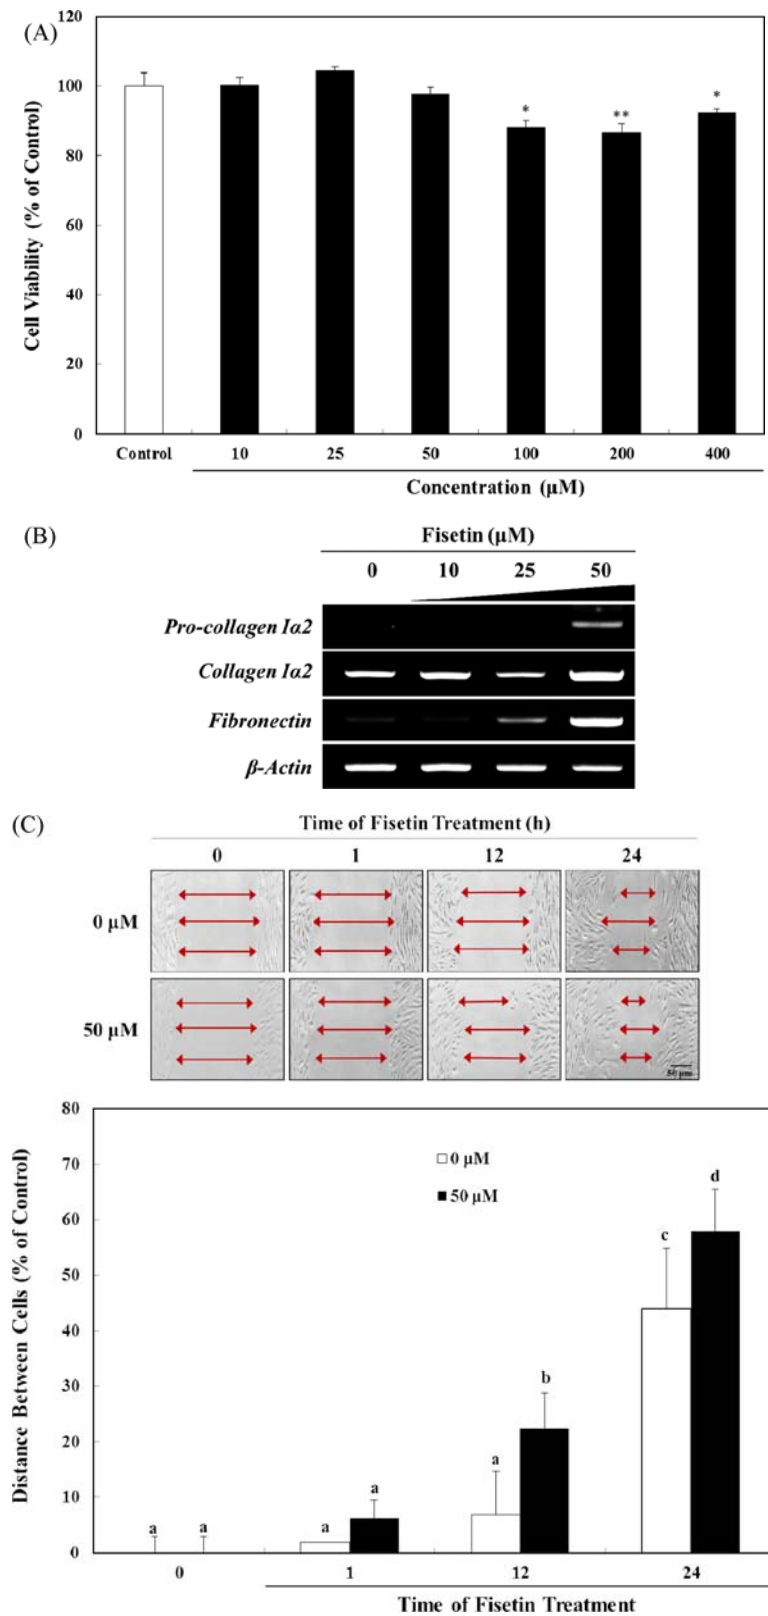 (A)
120
100
80
60
40
20
0
Cell Viability (% of Control)
* ** *
Control 10 25 50 100 200 400
Concentration (µM)
(B)
Fisetin (µM)
0 10 25 50
Pro-collagen Iα2
Collagen Iα2
Fibronectin
β-Actin
(C)
Time of Fisetin Treatment (h)
0 1 12 24
0 µM
50 µM
50 µm
80
70
60
50
40
30
20
10
0
Distance Between Cells (% of Control)
0 µM
50 µM
a a a a a b c d
0 1 12 24
Time of Fisetin Treatment